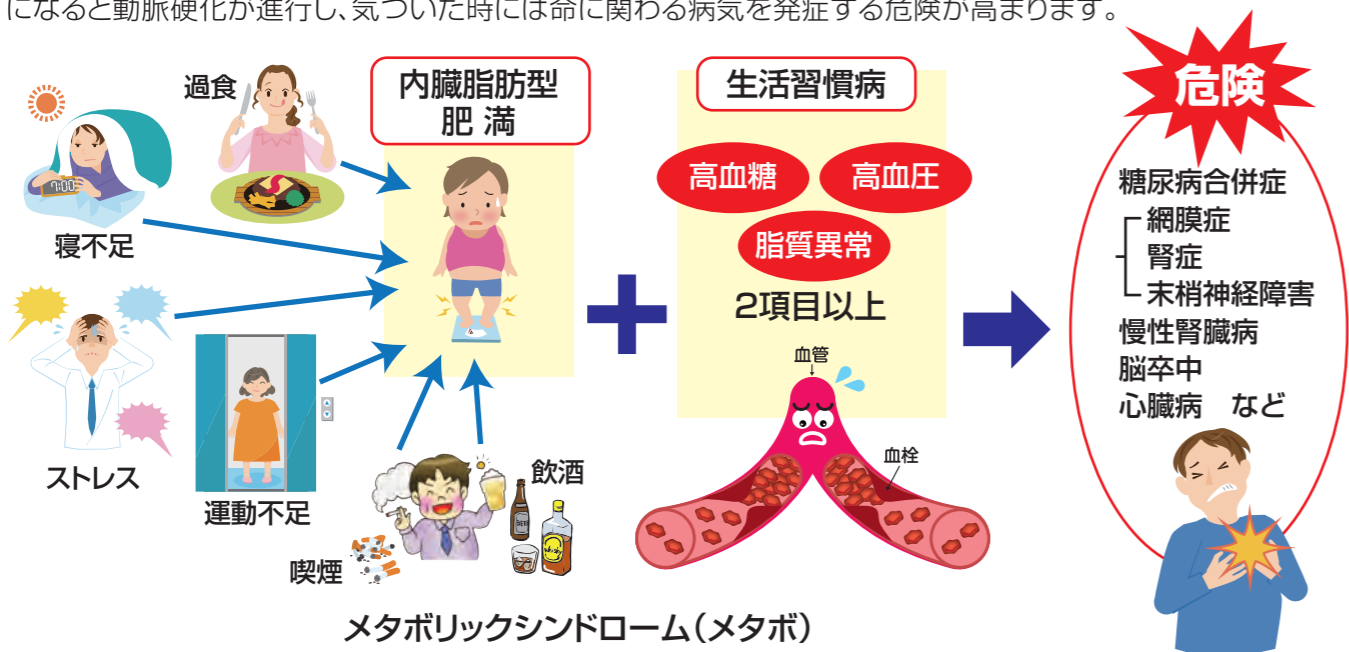 になると動脈硬化が進行し、気づいた時には命に関わる病気を発症する危険が高まります。
過食
7:00
寝不足
ストレス
運動不足
喫煙
飲酒
BEER
whisky
内臓脂肪型
肥満
生活習慣病
高血糖
高血圧
脂質異常
2項目以上
血管
血栓
危険
糖尿病合併症
網膜症
腎症
末梢神経障害
慢性腎臓病
脳卒中
心臓病 など
メタボリックシンドローム(メタボ)